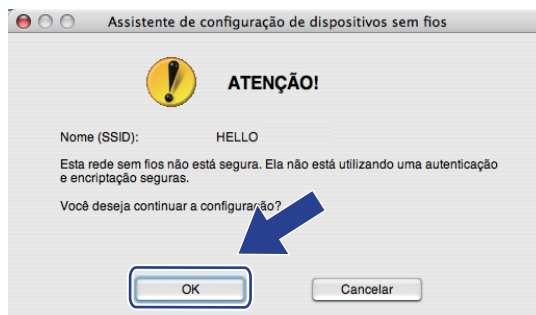 Assistente de configuração de dispositivos sem fios
ATENÇÃO!
Nome (SSID): HELLO
Esta rede sem fios não está segura. Ela não está utilizando uma autenticação
e encriptação seguras.
Você deseja continuar a configuração?
OK Cancelar